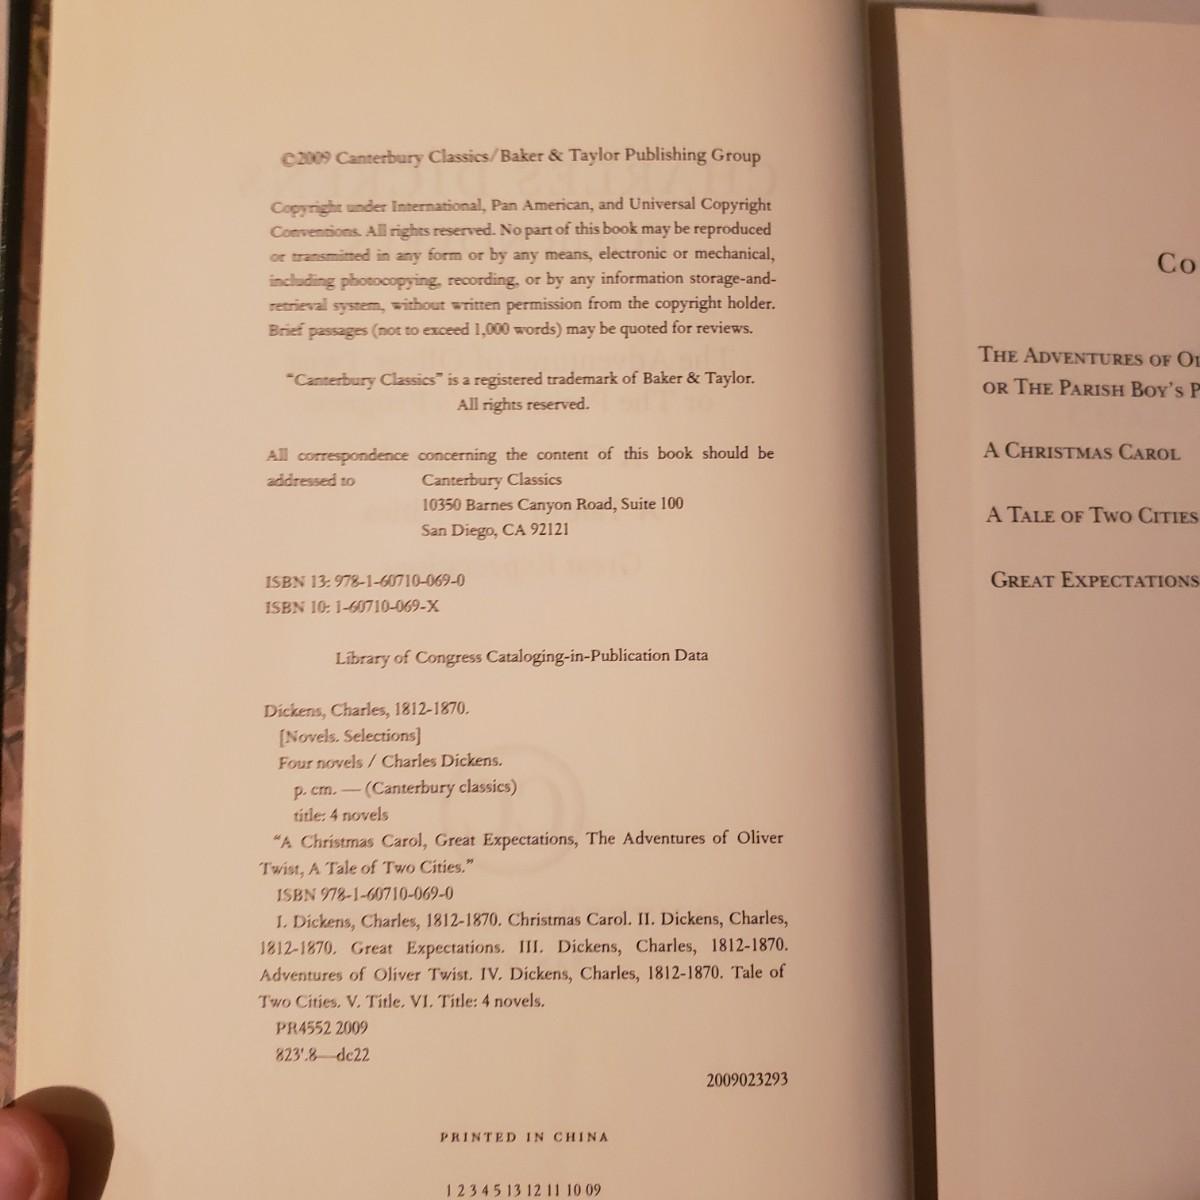 ©2009 Canterbury Classics/Baker & Taylor Publishing Group
Copyright under International, Pan American, and Universal Copyright
Conventions. All rights reserved. No part of this book may be reproduced
or transmitted in any form or by any means, electronic or mechanical,
including photocopying, recording, or by any information storage-and-
retrieval system, without written permission from the copyright holder.
Brief passages (not to exceed 1,000 words) may be quoted for reviews.
“Canterbury Classics” is a registered trademark of Baker & Taylor.
All rights reserved.
All correspondence concerning the content of this book should be
addressed to Canterbury Classics
10350 Barnes Canyon Road, Suite 100
San Diego, CA 92121
ISBN 13: 978-1-60710-069-0
ISBN 10: 1-60710-069-X
Library of Congress Cataloging-in-Publication Data
Dickens, Charles, 1812-1870.
[Novels. Selections]
Four novels / Charles Dickens.
p. cm. — (Canterbury classics)
title: 4 novels
“A Christmas Carol, Great Expectations, The Adventures of Oliver
Twist, A Tale of Two Cities.”
ISBN 978-1-60710-069-0
I. Dickens, Charles, 1812-1870. Christmas Carol. II. Dickens, Charles,
1812-1870. Great Expectations. III. Dickens, Charles, 1812-1870.
Adventures of Oliver Twist. IV. Dickens, Charles, 1812-1870. Tale of
Two Cities. V. Title. VI. Title: 4 novels.
PR4552 2009
823'.8—dc22
2009023293
PRINTED IN CHINA
1 2 3 4 5 13 12 11 10 09
Co
THE ADVENTURES OF
OR THE PARISH BOY'S P
A CHRISTMAS CAROL
A TALE OF TWO CITIES
GREAT EXPECTATIONS